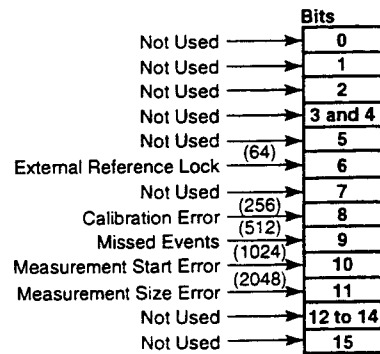 Bits
Not Used 0
Not Used 1
Not Used 2
Not Used 3 and 4
Not Used 5
(64)
External Reference Lock 6
Not Used 7
(256)
Calibration Error 8
(512)
Missed Events 9
(1024)
Measurement Start Error 10
(2048)
Measurement Size Error 11
Not Used 12 to 14
Not Used 15